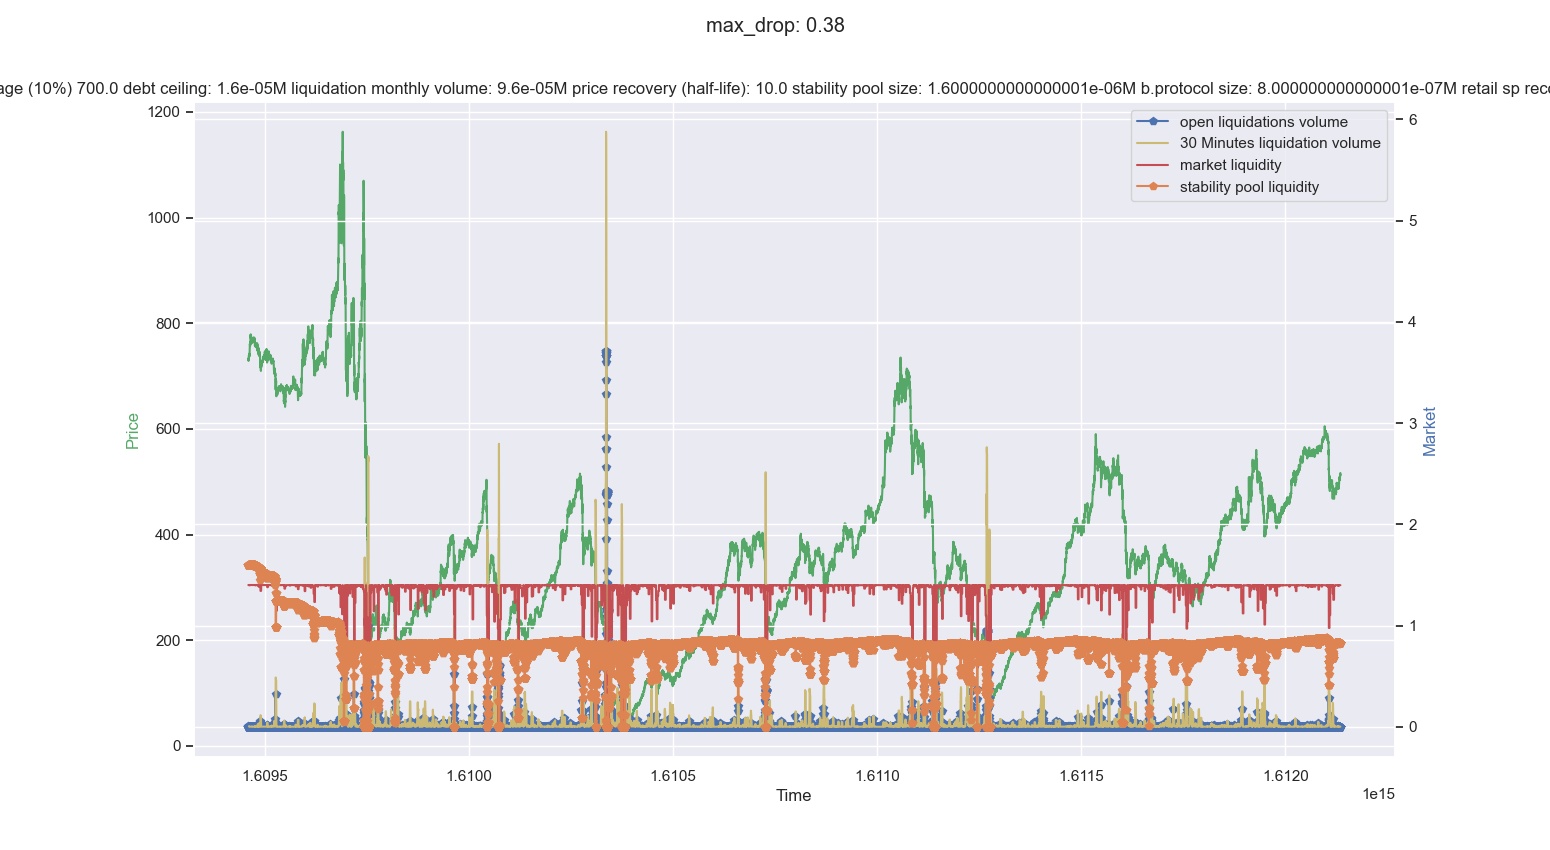 max_drop: 0.38
age (10%) 700.0 debt ceiling: 1.6e-05M liquidation monthly volume: 9.6e-05M price recovery (half-life): 10.0 stability pool size: 1.6000000000000001e-06M b.protocol size: 8.000000000000001e-07M retail sp
open liquidations volume
30 Minutes liquidation volume
market liquidity
stability pool liquidity
1200
1000
800
600
400
200
0
Price
6
5
4
3
2
1
0
Market
1.6095
1.6100
1.6105
1.6110
1.6115
1.6120
1e15
Time